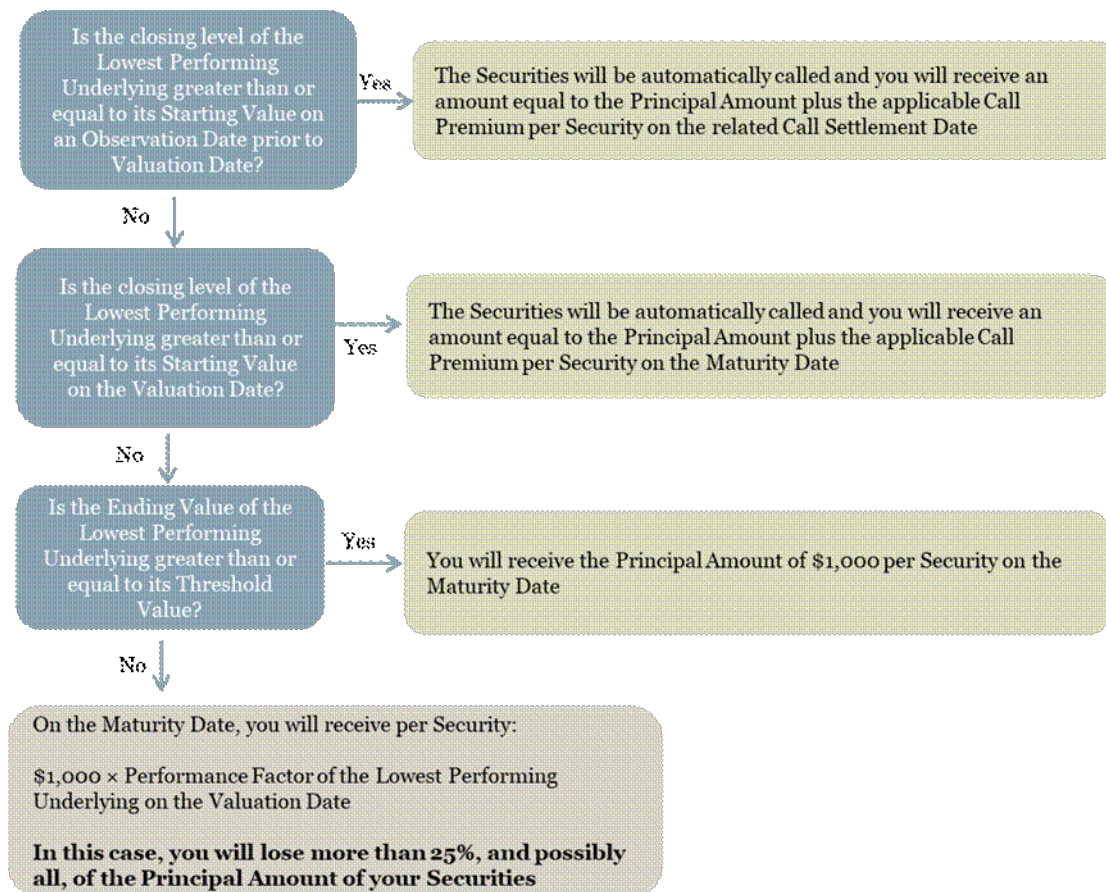 Is the closing level of the
Lowest Performing
Underlying greater than or
equal to its Starting Value on
an Observation Date prior to
Valuation Date?
Yes
The Securities will be automatically called and you will receive an
amount equal to the Principal Amount plus the applicable Call
Premium per Security on the related Call Settlement Date
No
Is the closing level of the
Lowest Performing
Underlying greater than or
equal to its Starting Value
on the Valuation Date?
Yes
The Securities will be automatically called and you will receive an
amount equal to the Principal Amount plus the applicable Call
Premium per Security on the Maturity Date
No
Is the Ending Value of the
Lowest Performing
Underlying greater than or
equal to its Threshold
Value?
Yes
You will receive the Principal Amount of $1,000 per Security on the
Maturity Date
No
On the Maturity Date, you will receive per Security:
$1,000 × Performance Factor of the Lowest Performing
Underlying on the Valuation Date
In this case, you will lose more than 25%, and possibly
all, of the Principal Amount of your Securities